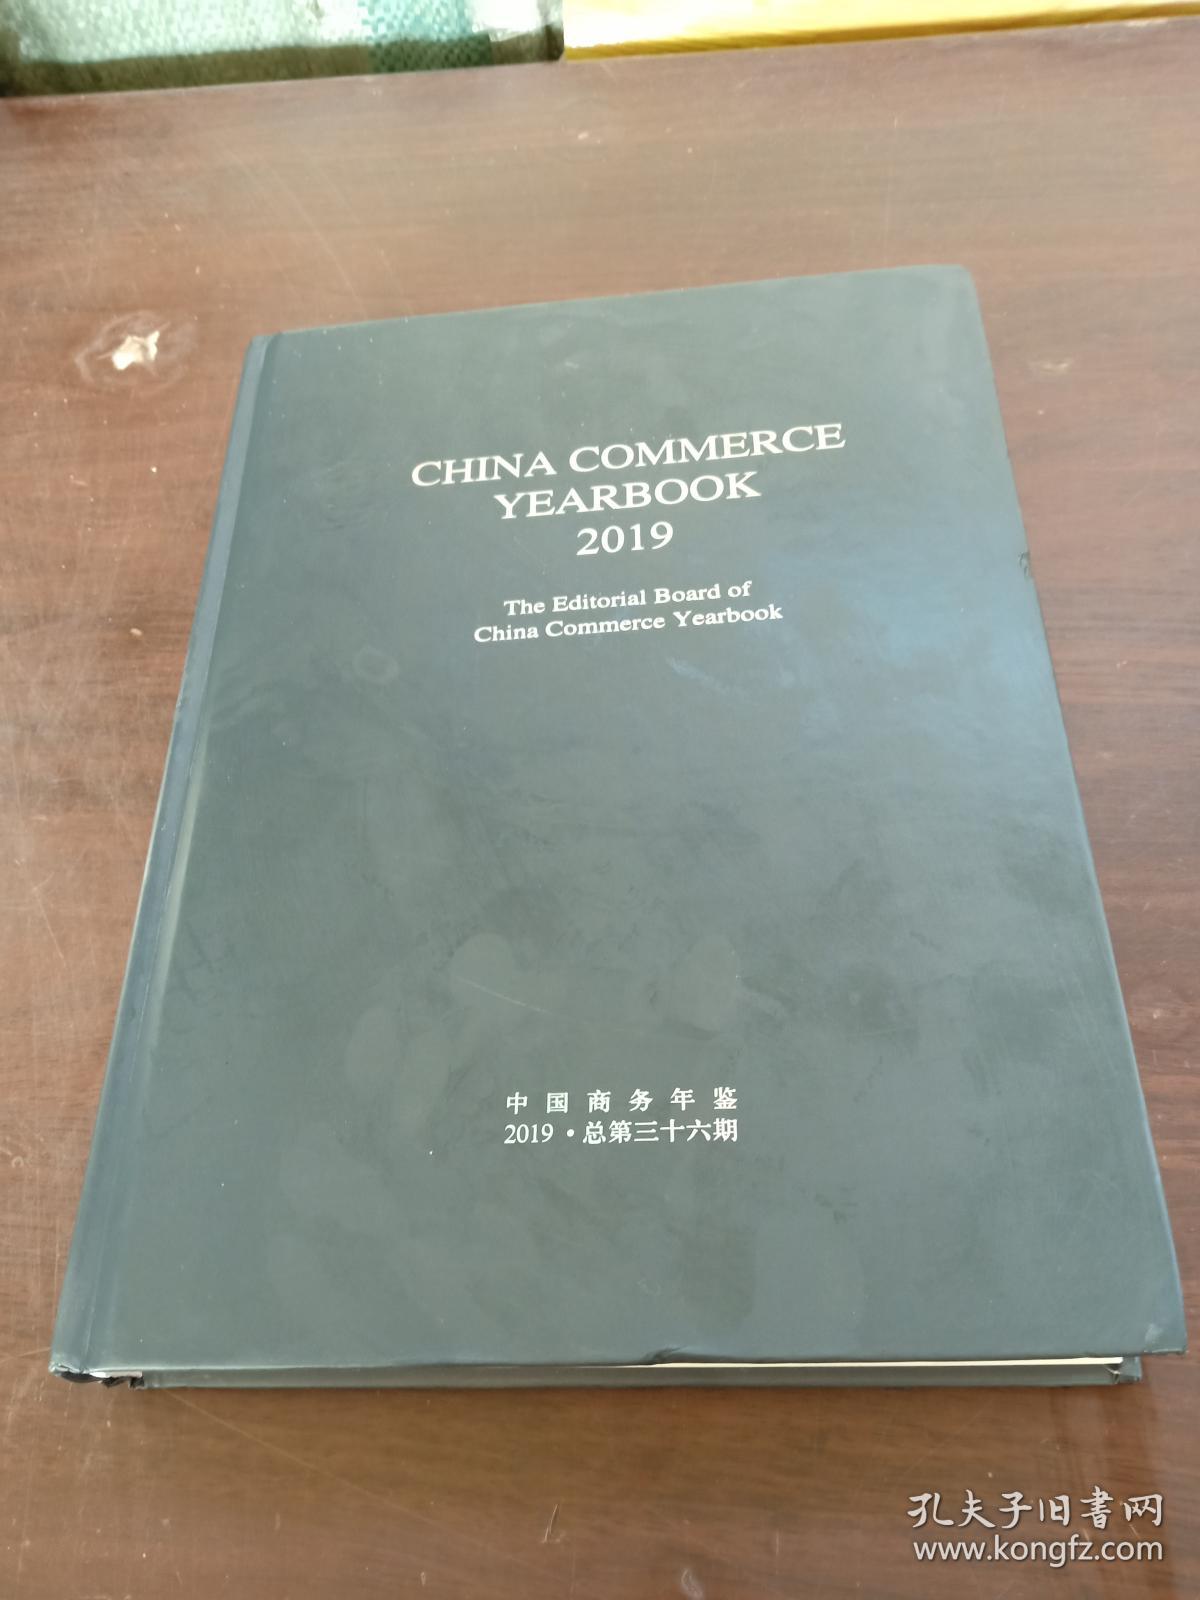 CHINA COMMERCE
YEARBOOK
2019
The Editorial Board of
China Commerce Yearbook
中国商务年鉴
2019·总第三十六期
孔夫子旧书网
www.kongfz.com